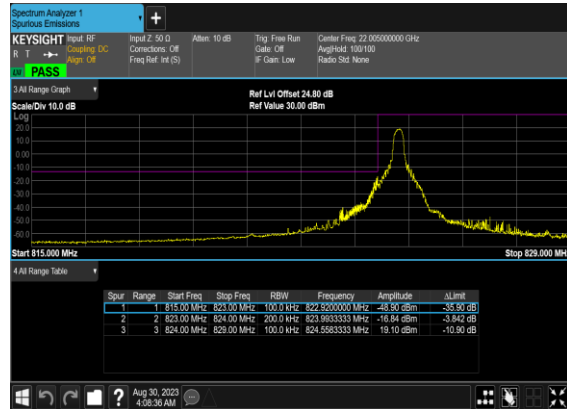 Spectrum Analyzer 1
Spurious Emissions
+
KEYSIGHT Input: RF Input Z: 50 Ω Atten: 10 dB Trig: Free Run Center Freq: 22.005000000 GHz
R T Coupling: DC Corrections: Off Gate: Off Avg|Hold: 100/100
Align: Off Freq Ref: Int (S) IF Gain: Low Radio Std: None
PASS
3 All Range Graph
Ref Lvl Offset 24.80 dB
Scale/Div 10.0 dB Ref Value 30.00 dBm
Log
20.0
10.0
0.00
-10.0
-20.0
-30.0
-40.0
-50.0
-60.0
Start 815.000 MHz Stop 829.000 MH
4 All Range Table
Spur Range Start Freq Stop Freq RBW Frequency Amplitude ΔLimit
1 1 815.00 MHz 823.00 MHz 100.0 kHz 822.9200000 MHz -48.90 dBm -35.90 dB
2 2 823.00 MHz 824.00 MHz 200.0 kHz 823.9933333 MHz -16.84 dBm -3.842 dB
3 3 824.00 MHz 829.00 MHz 100.0 kHz 824.5583333 MHz 19.10 dBm -10.90 dB
? Aug 30, 2023
4:08:36 AM